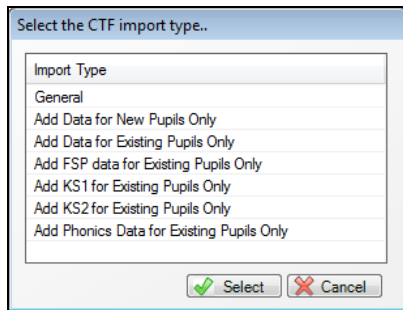 Select the CTF import type..
Import Type
General
Add Data for New Pupils Only
Add Data for Existing Pupils Only
Add FSP data for Existing Pupils Only
Add KS1 for Existing Pupils Only
Add KS2 for Existing Pupils Only
Add Phonics Data for Existing Pupils Only
Select Cancel